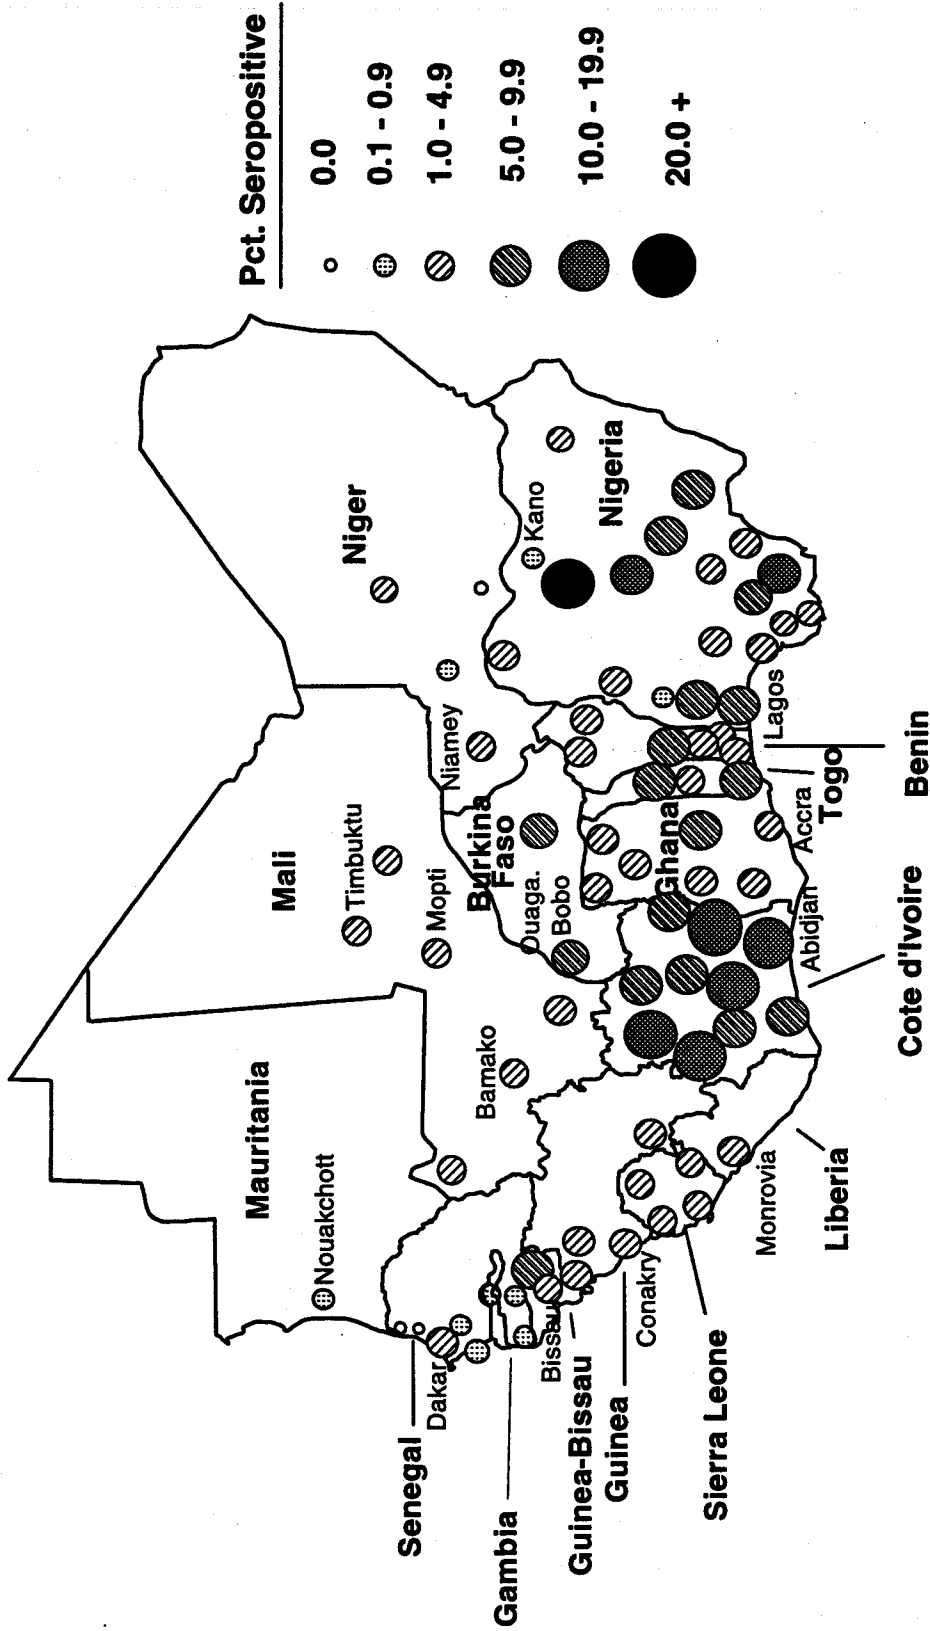 Pct. Seropositive
0.0
0.1 - 0.9
1.0 - 4.9
5.0 - 9.9
10.0 - 19.9
20.0 +
Mauritania
Nouakchott
Mali
Timbuktu
Mopti
Bamako
Niger
Niamey
Burkina
Faso
Ouaga.
Bobo
Nigeria
Kano
Lagos
Ghana
Accra
Togo
Benin
Abidjan
Cote d'Ivoire
Monrovia
Liberia
Sierra Leone
Conakry
Guinea
Bissau
Guinea-Bissau
Gambia
Dakar
Senegal